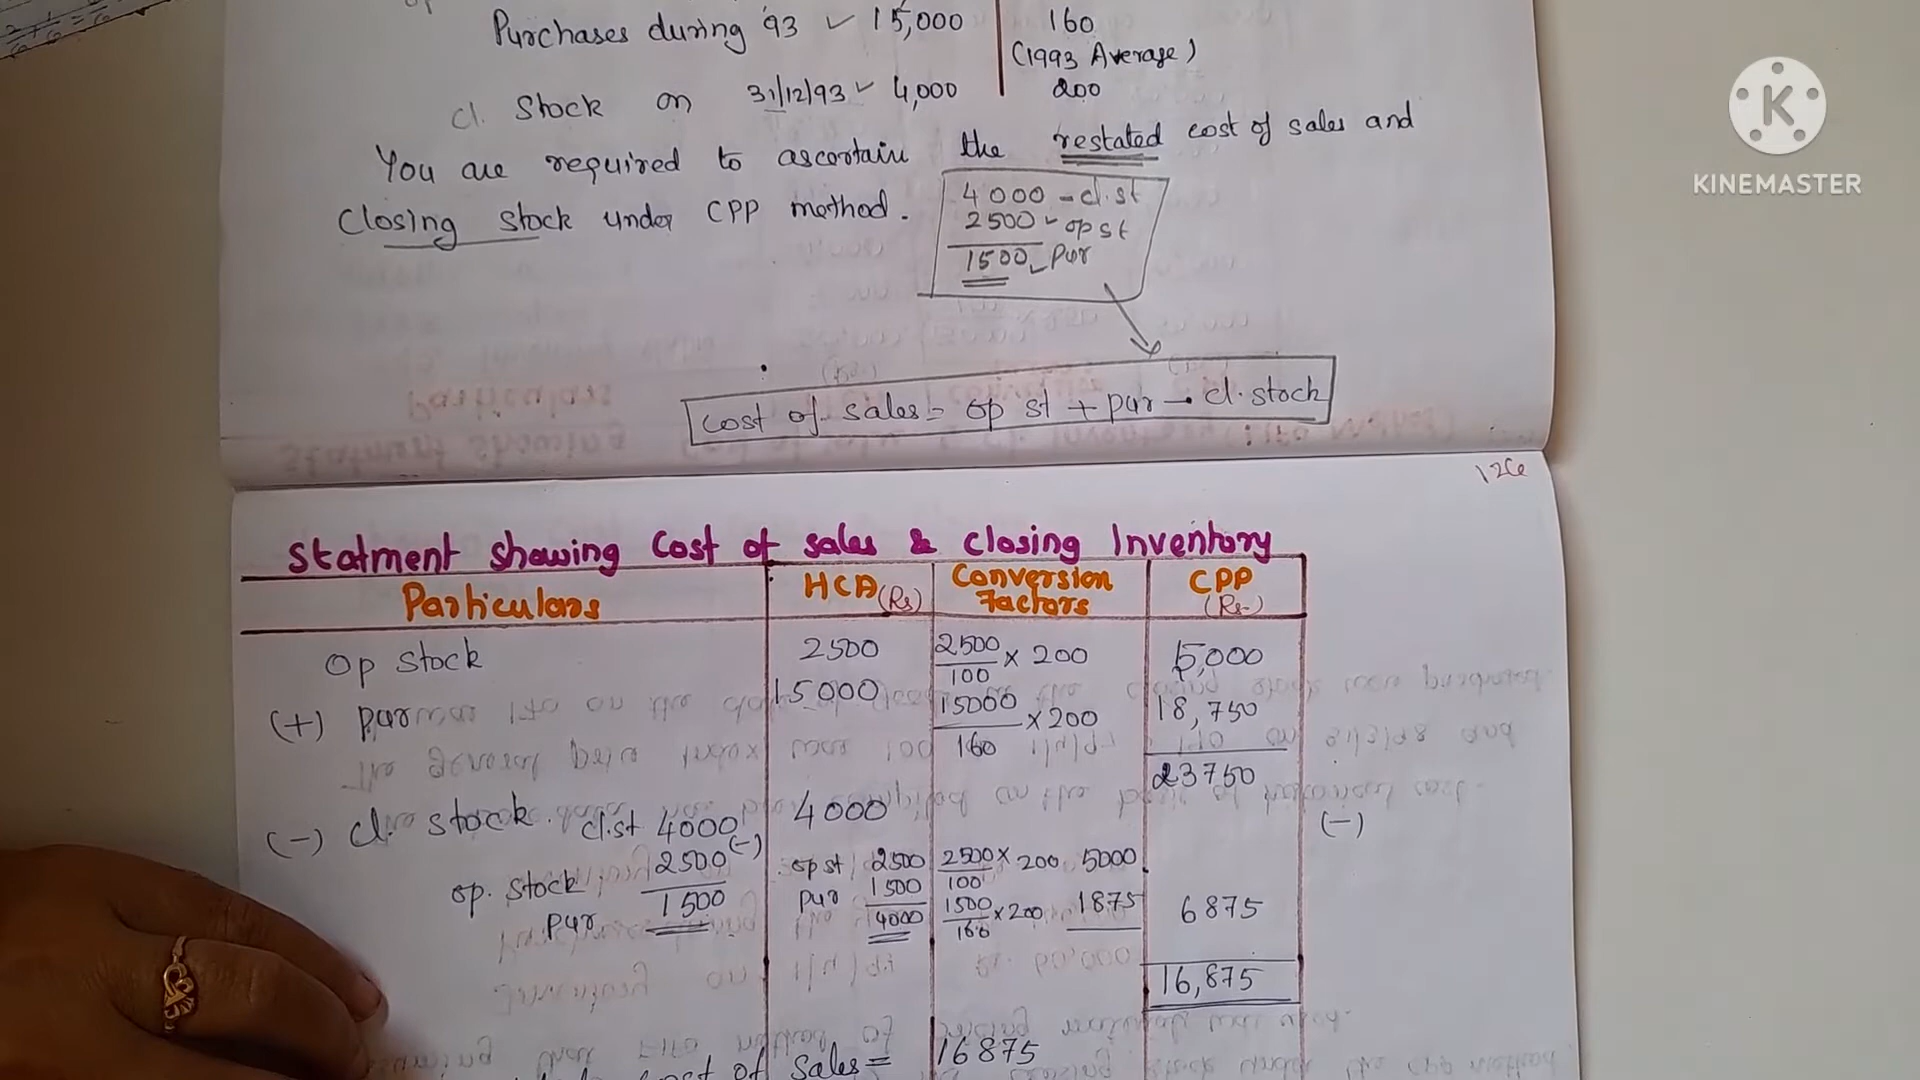 Purchases during '93 ✓ 15,000 160
(1993 Average)
cl. Stock on 31/12/93 ✓ 4,000 200
You are required to ascertain the restated cost of sales and
closing stock under CPP method.
4000 - cl.st
2500 - op st
1500 - pur
cost of sales = op st + pur - cl. stock
126
Statment showing Cost of sales & closing Inventory
Particulars HCA (Rs) Conversion Factors CPP (Rs-)
Op stock 2500 2500/100 × 200 5,000
(+) pur 15000 15000/160 × 200 18,750
23750
(-) cl. stock. cl.st 4000 4000 (-)
op. stock 2500 (-) op st 2500 2500/100 × 200 5000
pur 1500 pur 1500 1500/160 × 200 1875 6875
4000
16,875
cost of sales = 16875
KINEMASTER